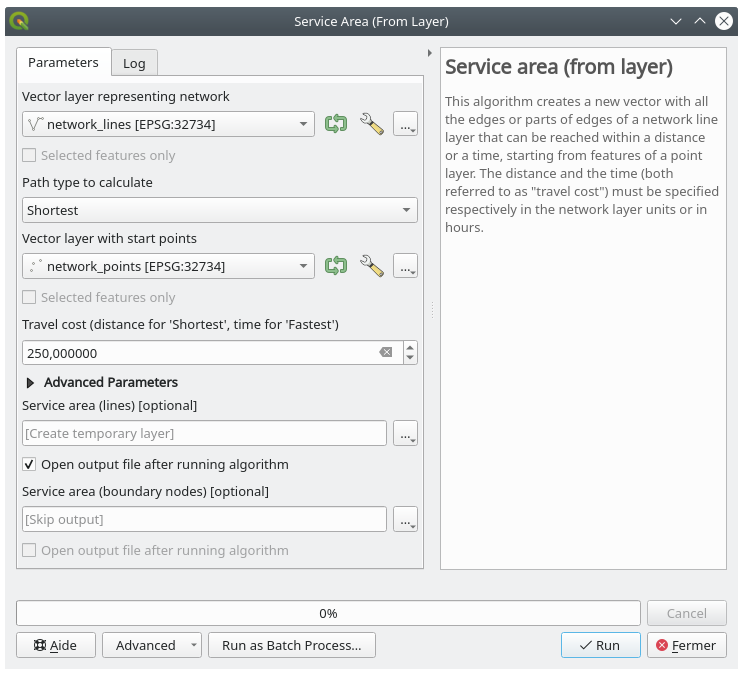 Service Area (From Layer)
Parameters
Log
Vector layer representing network
network_lines [EPSG:32734]
...
Selected features only
Path type to calculate
Shortest
Vector layer with start points
network_points [EPSG:32734]
...
Selected features only
Travel cost (distance for 'Shortest', time for 'Fastest')
250,000000
Advanced Parameters
Service area (lines) [optional]
[Create temporary layer]
...
Open output file after running algorithm
Service area (boundary nodes) [optional]
[Skip output]
...
Open output file after running algorithm
Service area (from layer)
This algorithm creates a new vector with all
the edges or parts of edges of a network line
layer that can be reached within a distance
or a time, starting from features of a point
layer. The distance and the time (both
referred to as "travel cost") must be specified
respectively in the network layer units or in
hours.
0%
Cancel
Aide
Advanced
Run as Batch Process...
Run
Fermer